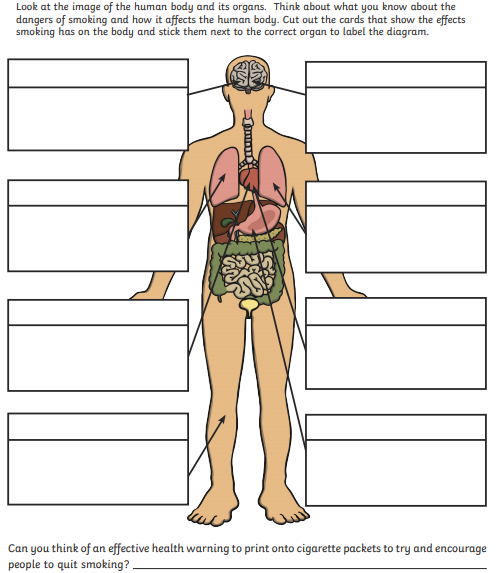 Look at the image of the human body and its organs. Think about what you know about the
dangers of smoking and how it affects the human body. Cut out the cards that show the effects
smoking has on the body and stick them next to the correct organ to label the diagram.
Can you think of an effective health warning to print onto cigarette packets to try and encourage
people to quit smoking?